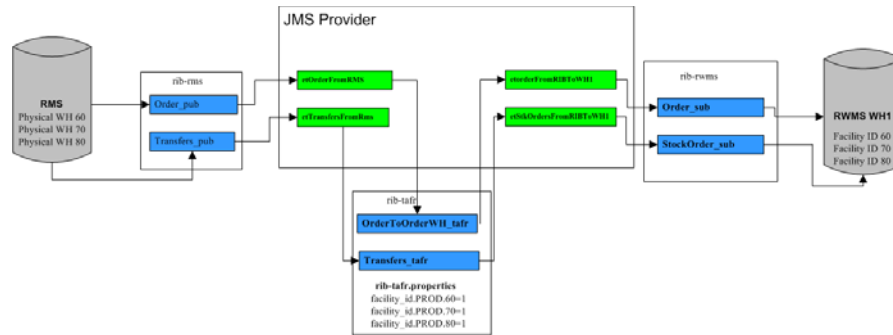 JMS Provider
rib-rms
rib-rwms
RMS
Physical WH 60
Physical WH 70
Physical WH 80
Order_pub
Transfers_pub
etOrderFromRMS
etTransfersFromRms
etorderFromRIBToWH1
etStkOrdersFromRIBToWH1
Order_sub
StockOrder_sub
RWMS WH1
Facility ID 60
Facility ID 70
Facility ID 80
rib-tafr
OrderToOrderWH_tafr
Transfers_tafr
rib-tafr.properties
facility_id.PROD.60=1
facility_id.PROD.70=1
facility_id.PROD.80=1